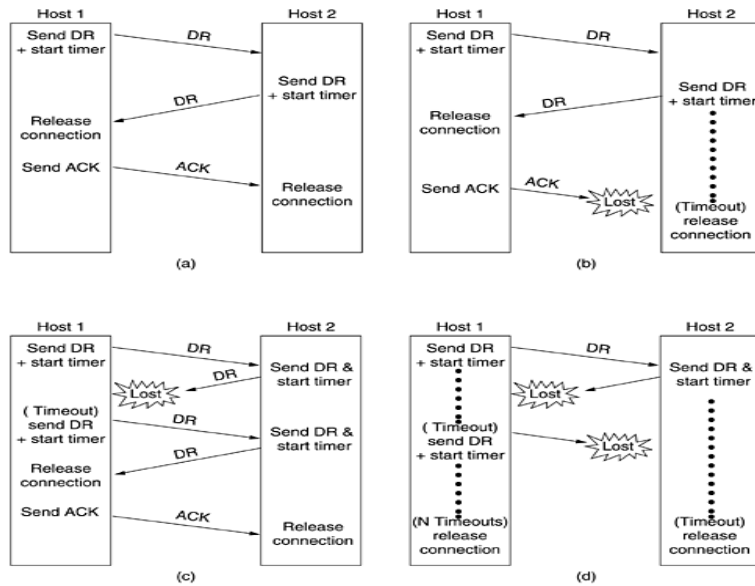 Host 1
Host 2
Send DR
+ start timer
DR
Send DR
+ start timer
DR
Release
connection
Send ACK
ACK
Release
connection
(a)
Host 1
Host 2
Send DR
+ start timer
DR
Send DR
+ start timer
DR
Release
connection
Send ACK
ACK
Lost
(Timeout)
release
connection
(b)
Host 1
Host 2
Send DR
+ start timer
DR
Send DR &
start timer
DR
Lost
( Timeout)
send DR
+ start timer
DR
Send DR &
start timer
DR
Release
connection
Send ACK
ACK
Release
connection
(c)
Host 1
Host 2
Send DR
+ start timer
DR
Send DR &
start timer
Lost
( Timeout)
send DR
+ start timer
Lost
(N Timeouts)
release
connection
(Timeout)
release
connection
(d)